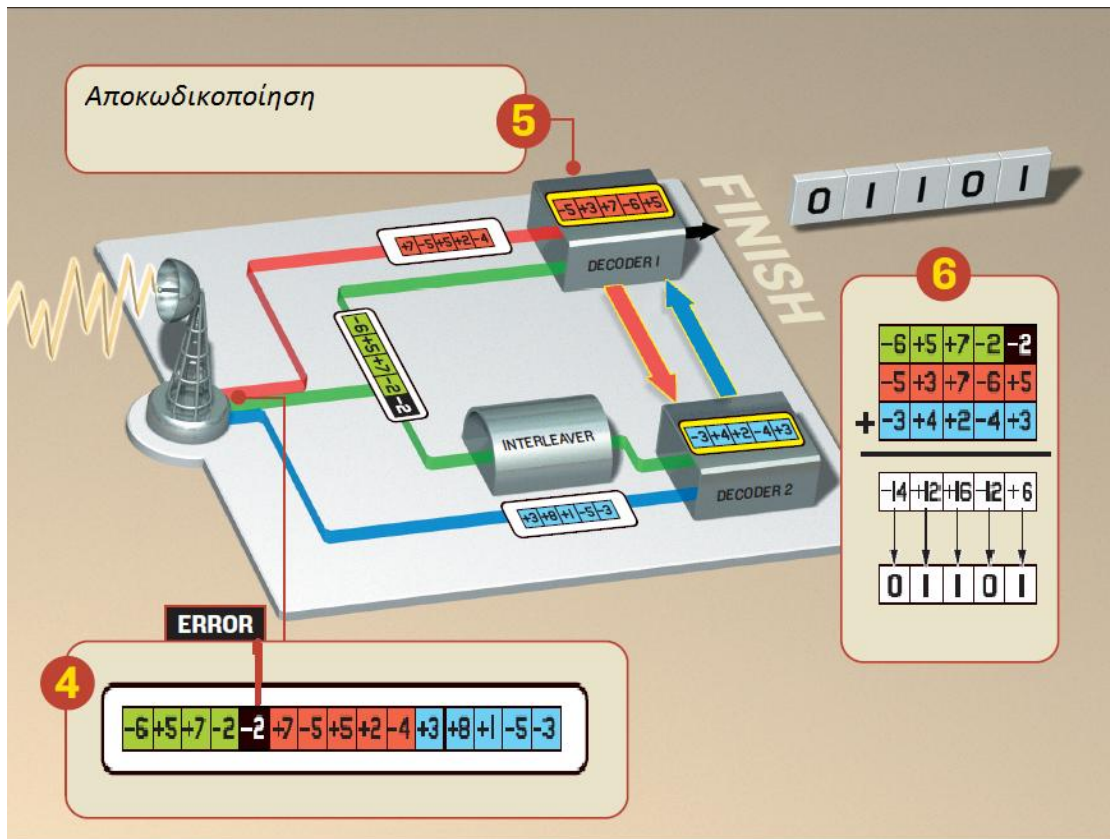 Αποκωδικοποίηση
5
-5 +3 +7 -6 +5
DECODER 1
+7 -5 +5 +2 -4
FINISH
0 1 1 0 1
-6 +5 +7 -2 -2
INTERLEAVER
-3 +4 +2 -4 +3
DECODER 2
+3 +8 +1 -5 -3
6
-6 +5 +7 -2 -2
-5 +3 +7 -6 +5
+ -3 +4 +2 -4 +3
-14 +12 +16 -12 +6
0 1 1 0 1
ERROR
4
-6 +5 +7 -2 -2 +7 -5 +5 +2 -4 +3 +8 +1 -5 -3